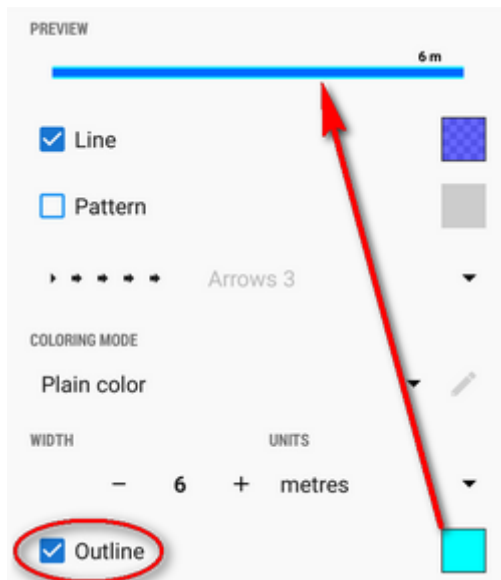 PREVIEW
6 m
Line
Pattern
Arrows 3
COLORING MODE
Plain color
WIDTH UNITS
− 6 + metres
Outline